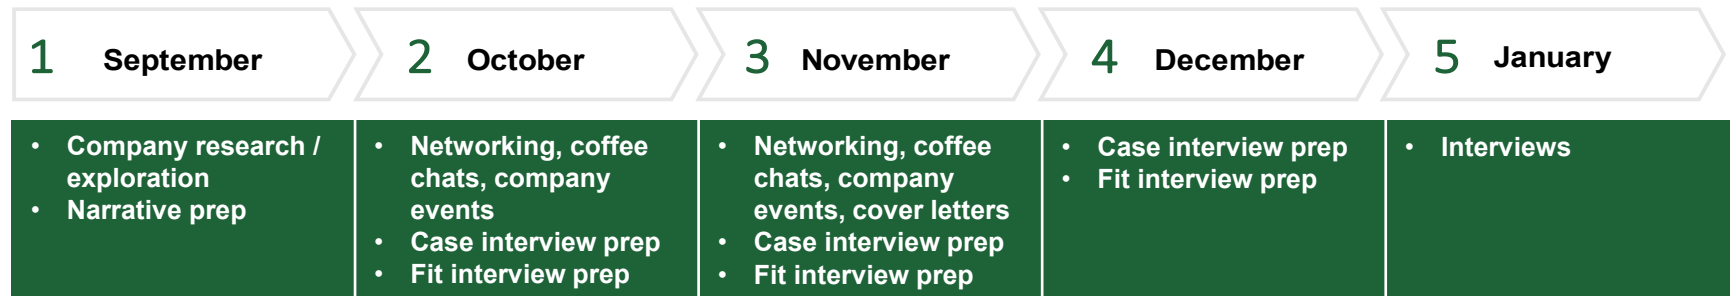 1 September
2 October
3 November
4 December
5 January
• Company research /
exploration
• Narrative prep
• Networking, coffee
chats, company
events
• Case interview prep
• Fit interview prep
• Networking, coffee
chats, company
events, cover letters
• Case interview prep
• Fit interview prep
• Case interview prep
• Fit interview prep
• Interviews